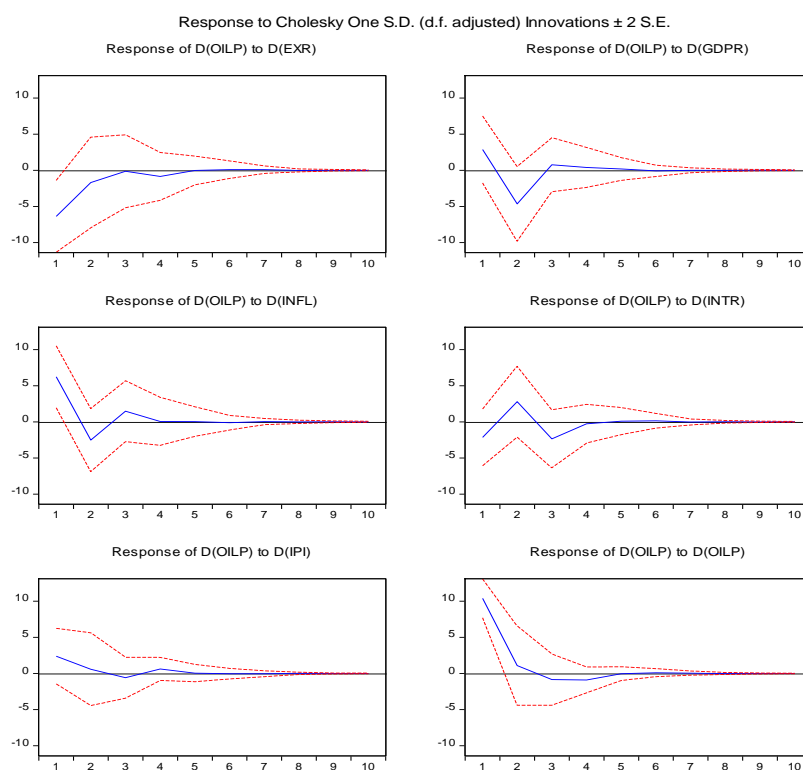 Response to Cholesky One S.D. (d.f. adjusted) Innovations ± 2 S.E.
Response of D(OILP) to D(EXR)
10
5
0
-5
-10
1 2 3 4 5 6 7 8 9 10
Response of D(OILP) to D(GDPR)
10
5
0
-5
-10
1 2 3 4 5 6 7 8 9 10
Response of D(OILP) to D(INFL)
10
5
0
-5
-10
1 2 3 4 5 6 7 8 9 10
Response of D(OILP) to D(INTR)
10
5
0
-5
-10
1 2 3 4 5 6 7 8 9 10
Response of D(OILP) to D(IPI)
10
5
0
-5
-10
1 2 3 4 5 6 7 8 9 10
Response of D(OILP) to D(OILP)
10
5
0
-5
-10
1 2 3 4 5 6 7 8 9 10